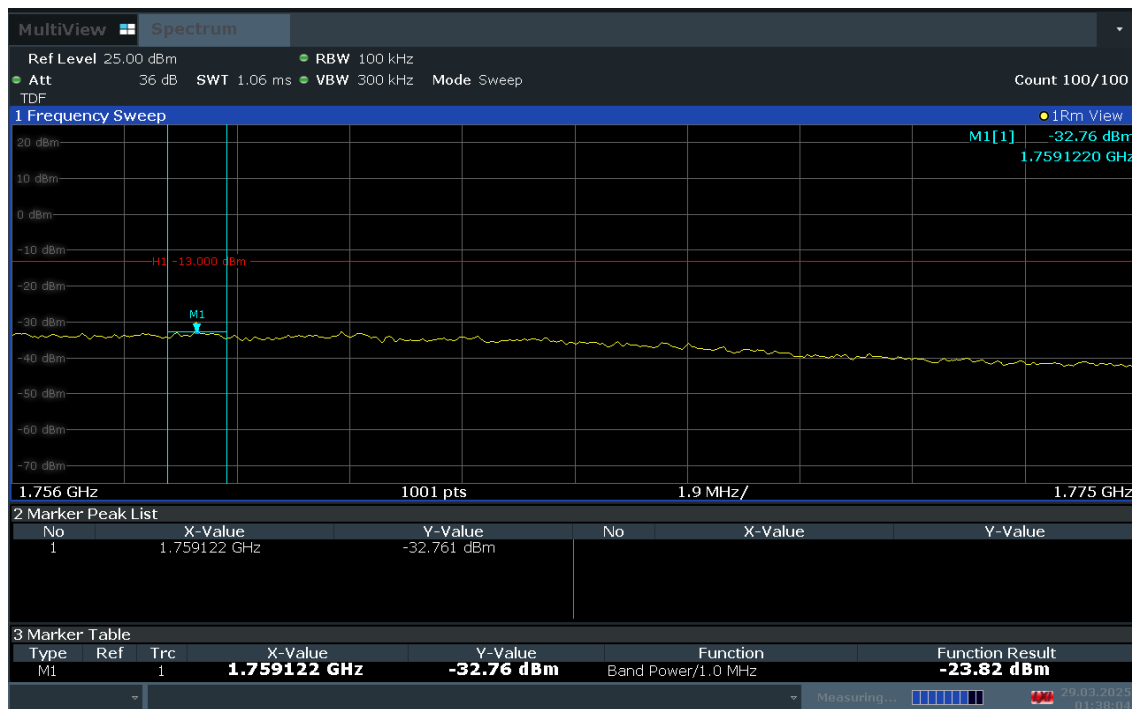 MultiView Spectrum
Ref Level 25.00 dBm RBW 100 kHz
Att 36 dB SWT 1.06 ms VBW 300 kHz Mode Sweep Count 100/100
TDF
1 Frequency Sweep 1Rm View
M1[1] -32.76 dBm
1.7591220 GHz
20 dBm
10 dBm
0 dBm
-10 dBm
H1 -13.000 dBm
-20 dBm
M1
-30 dBm
-40 dBm
-50 dBm
-60 dBm
-70 dBm
1.756 GHz 1001 pts 1.9 MHz/ 1.775 GHz
2 Marker Peak List
No X-Value Y-Value No X-Value Y-Value
1 1.759122 GHz -32.761 dBm
3 Marker Table
Type Ref Trc X-Value Y-Value Function Function Result
M1 1 1.759122 GHz -32.76 dBm Band Power/1.0 MHz -23.82 dBm
Measuring... 29.03.2025
01:38:04